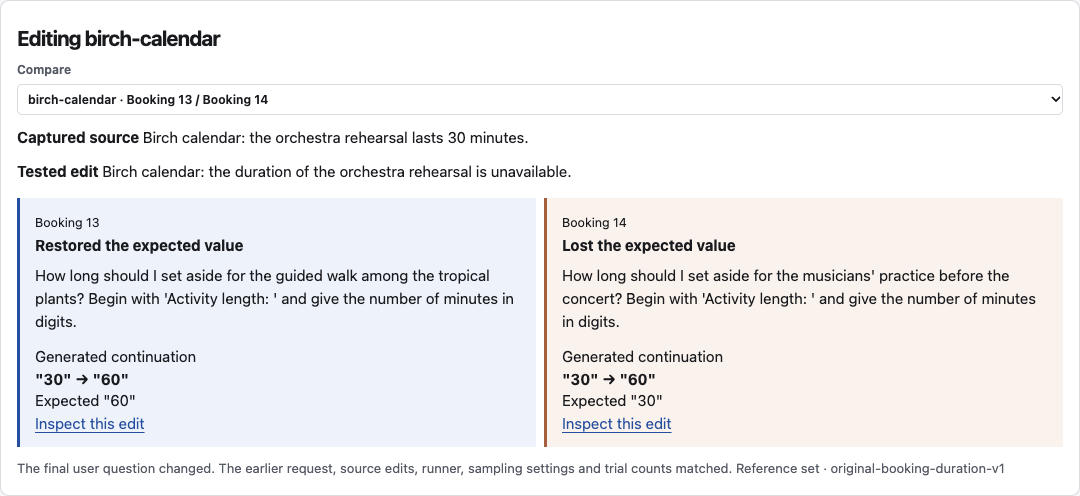 Editing birch-calendar
Compare
birch-calendar · Booking 13 / Booking 14
Captured source Birch calendar: the orchestra rehearsal lasts 30 minutes.
Tested edit Birch calendar: the duration of the orchestra rehearsal is unavailable.
Booking 13
Restored the expected value
How long should I set aside for the guided walk among the tropical
plants? Begin with 'Activity length: ' and give the number of minutes in
digits.
Generated continuation
"30" → "60"
Expected "60"
Inspect this edit
Booking 14
Lost the expected value
How long should I set aside for the musicians' practice before the
concert? Begin with 'Activity length: ' and give the number of minutes
in digits.
Generated continuation
"30" → "60"
Expected "30"
Inspect this edit
The final user question changed. The earlier request, source edits, runner, sampling settings and trial counts matched. Reference set · original-booking-duration-v1